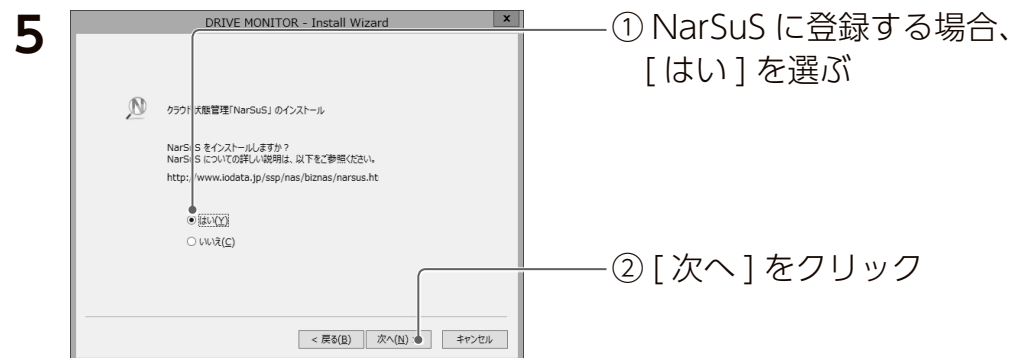 5
DRIVE MONITOR - Install Wizard
x
① NarSuS に登録する場合、
[ はい ] を選ぶ
クラウド状態管理「NarSuS」のインストール
NarSuS をインストールしますか？
NarSuS についての詳しい説明は、以下をご参照ください。
http://www.iodata.jp/ssp/nas/biznas/narsus.ht
はい(Y)
いいえ(C)
② [ 次へ ] をクリック
< 戻る(B)
次へ(N)
キャンセル